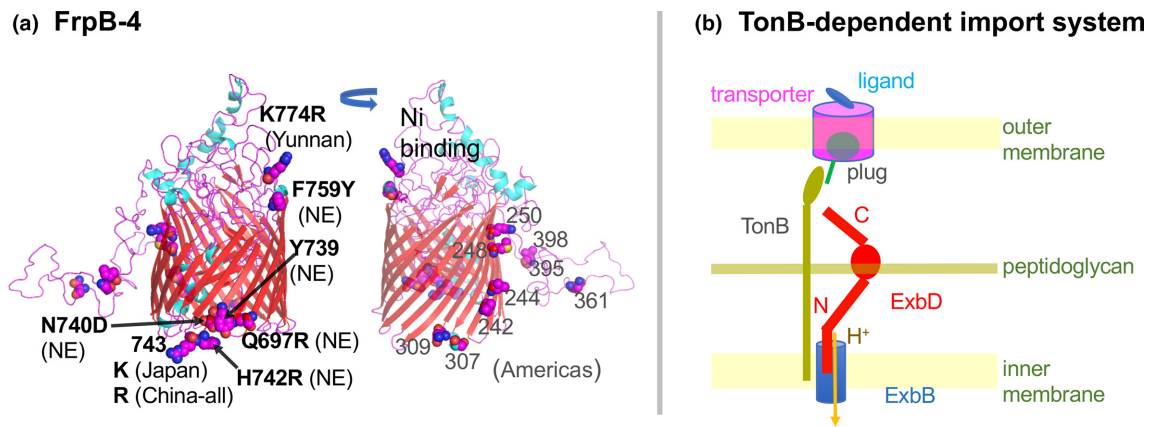 (a) FrpB-4
K774R
(Yunnan)
F759Y
(NE)
Y739
(NE)
N740D
(NE)
743
K (Japan)
R (China-all)
Q697R (NE)
H742R (NE)
Ni
binding
250
248
398
395
244
361
242
309
307
(Americas)
(b) TonB-dependent import system
ligand
transporter
outer
membrane
plug
C
TonB
peptidoglycan
N
ExbD
H⁺
inner
membrane
ExbB